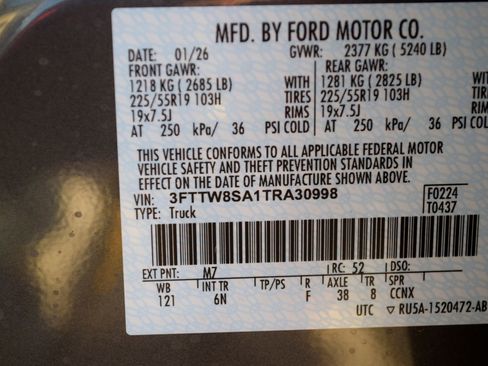 MFD. BY FORD MOTOR CO.
DATE: 01/26 GVWR: 2377 KG ( 5240 LB)
FRONT GAWR: REAR GAWR:
1218 KG ( 2685 LB) WITH 1281 KG ( 2825 LB) WITH
225/55R19 103H TIRES 225/55R19 103H TIRES
19x7.5J RIMS 19x7.5J RIMS
AT 250 kPa/ 36 PSI COLD AT 250 kPa/ 36 PSI COLD
THIS VEHICLE CONFORMS TO ALL APPLICABLE FEDERAL MOTOR
VEHICLE SAFETY AND THEFT PREVENTION STANDARDS IN
EFFECT ON THE DATE OF MANUFACTURE SHOWN ABOVE.
VIN: 3FTTW8SA1TRA30998 F0224
TYPE: Truck T0437
EXT PNT: M7 RC: 52 DSO:
WB INT TR TP/PS R AXLE TR SPR
121 6N F 38 8 CCNX
UTC ▽RU5A-1520472-AB